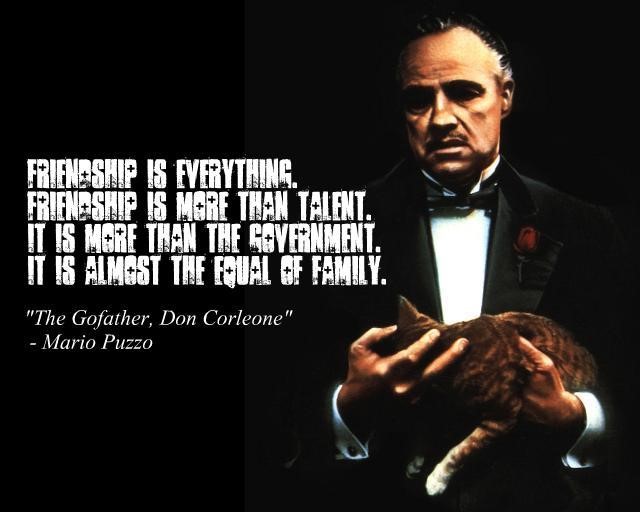 FRIENDSHIP IS EVERYTHING.
FRIENDSHIP IS MORE THAN TALENT.
IT IS MORE THAN THE GOVERNMENT.
IT IS ALMOST THE EQUAL OF FAMILY.
"The Gofather, Don Corleone"
- Mario Puzzo